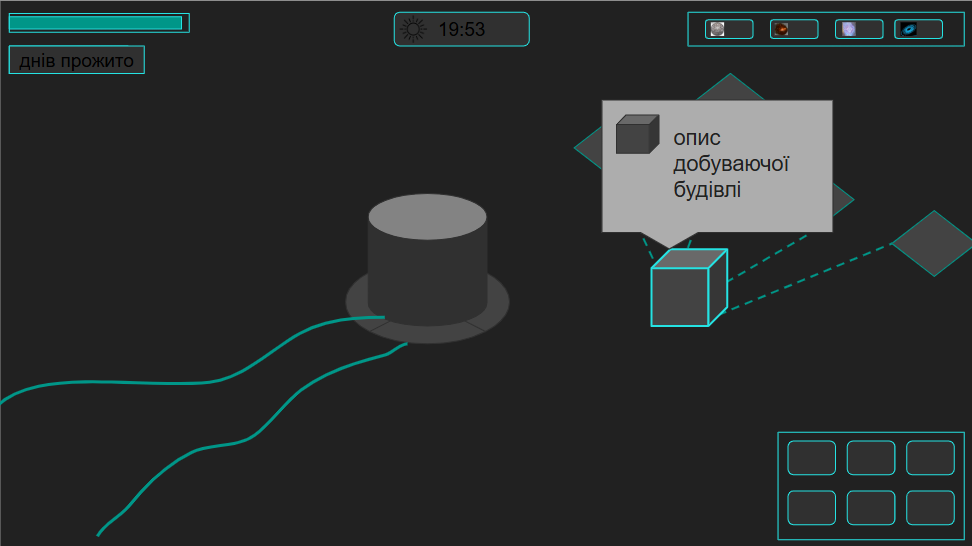 19:53
днів прожито
опис
добуваючої
будівлі